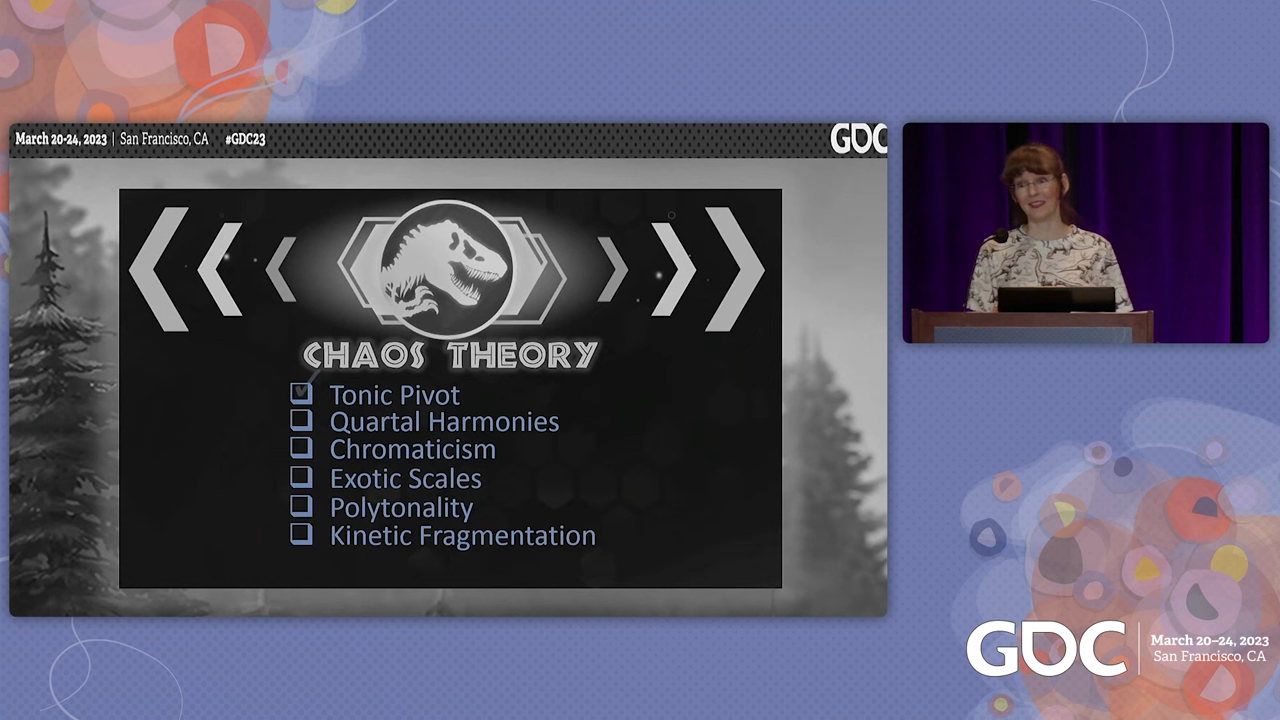 March 20-24, 2023 | San Francisco, CA #GDC23
GDC
CHAOS THEORY
Tonic Pivot
Quartal Harmonies
Chromaticism
Exotic Scales
Polytonality
Kinetic Fragmentation
GDC
March 20–24, 2023
San Francisco, CA